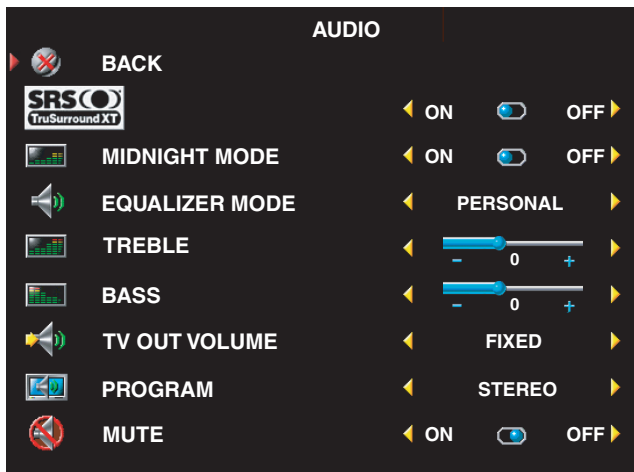 AUDIO
BACK
SRS
TruSurround XT
ON OFF
MIDNIGHT MODE ON OFF
EQUALIZER MODE PERSONAL
TREBLE - 0 +
BASS - 0 +
TV OUT VOLUME FIXED
PROGRAM STEREO
MUTE ON OFF